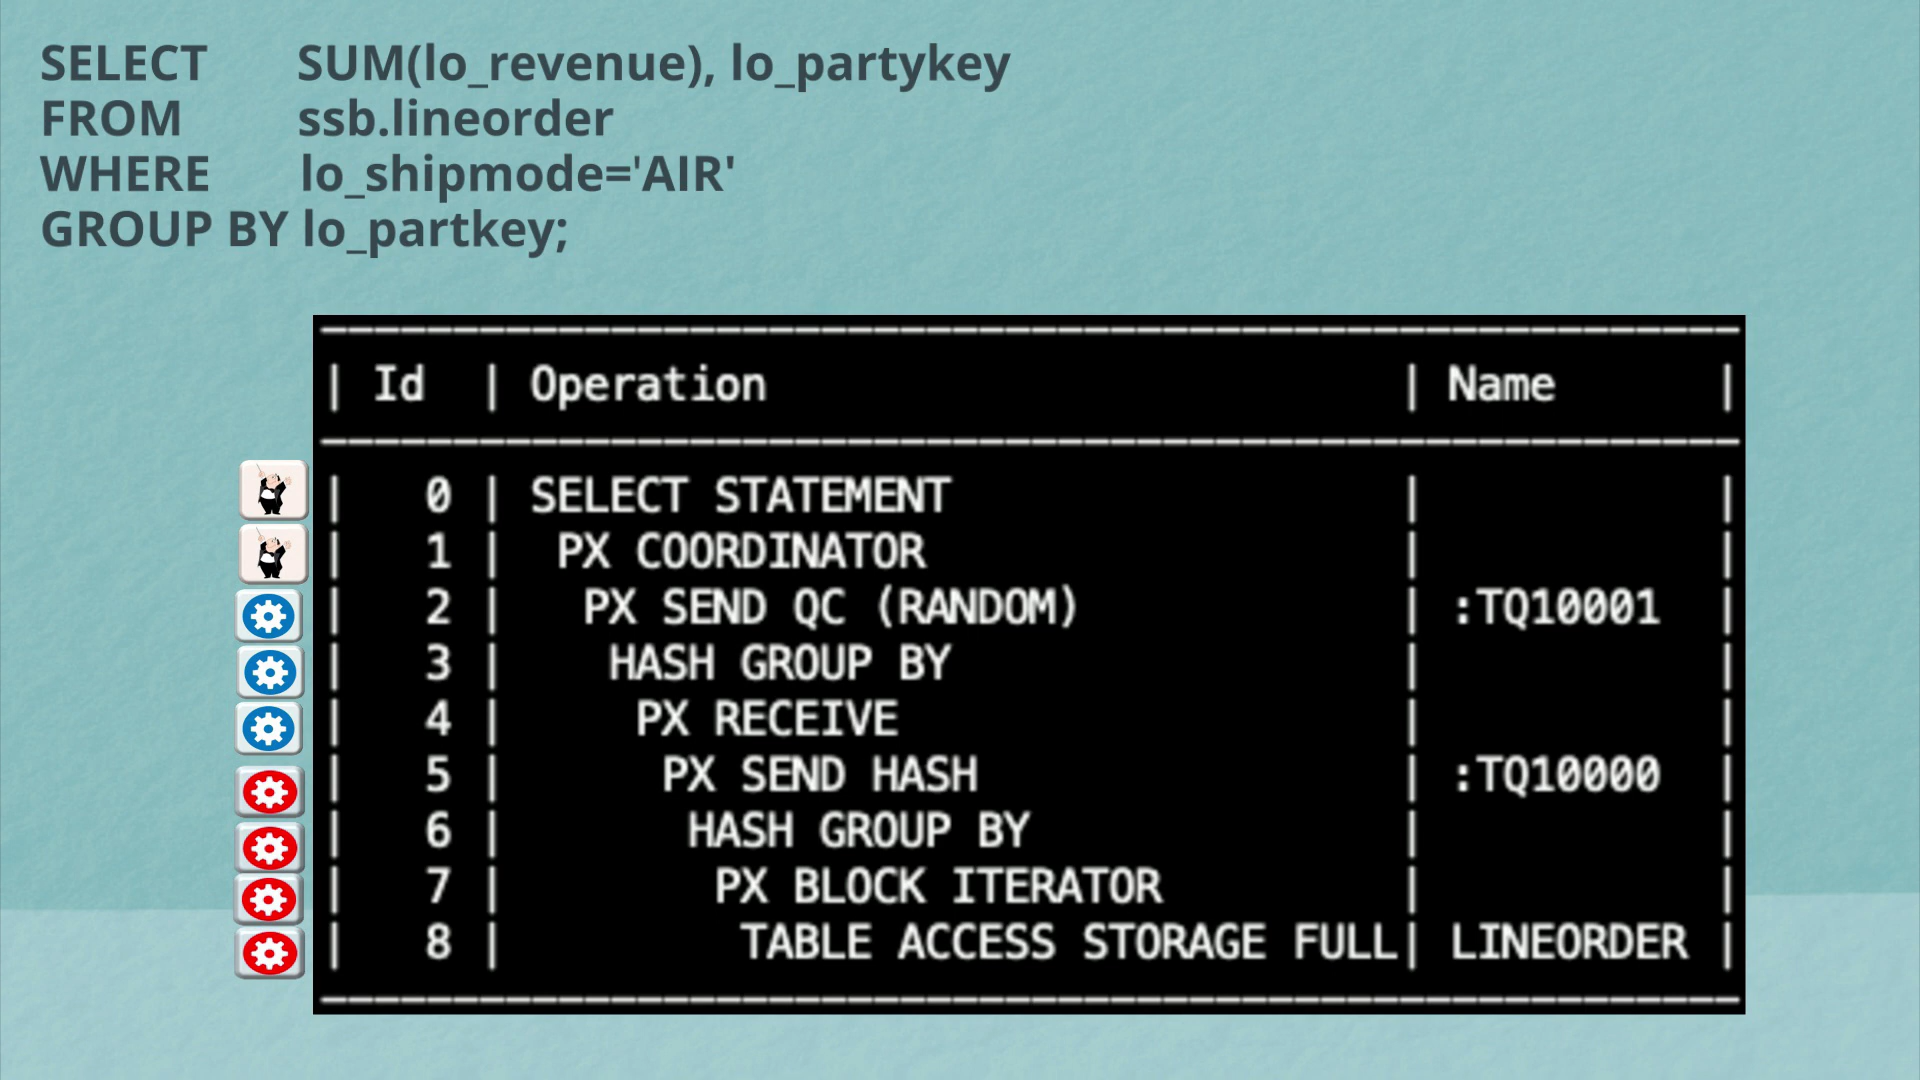 SELECT SUM(lo_revenue), lo_partykey
FROM ssb.lineorder
WHERE lo_shipmode='AIR'
GROUP BY lo_partkey;
| Id | Operation | Name |
| 0 | SELECT STATEMENT | |
| 1 | PX COORDINATOR | |
| 2 | PX SEND QC (RANDOM) | :TQ10001 |
| 3 | HASH GROUP BY | |
| 4 | PX RECEIVE | |
| 5 | PX SEND HASH | :TQ10000 |
| 6 | HASH GROUP BY | |
| 7 | PX BLOCK ITERATOR | |
| 8 | TABLE ACCESS STORAGE FULL| LINEORDER |